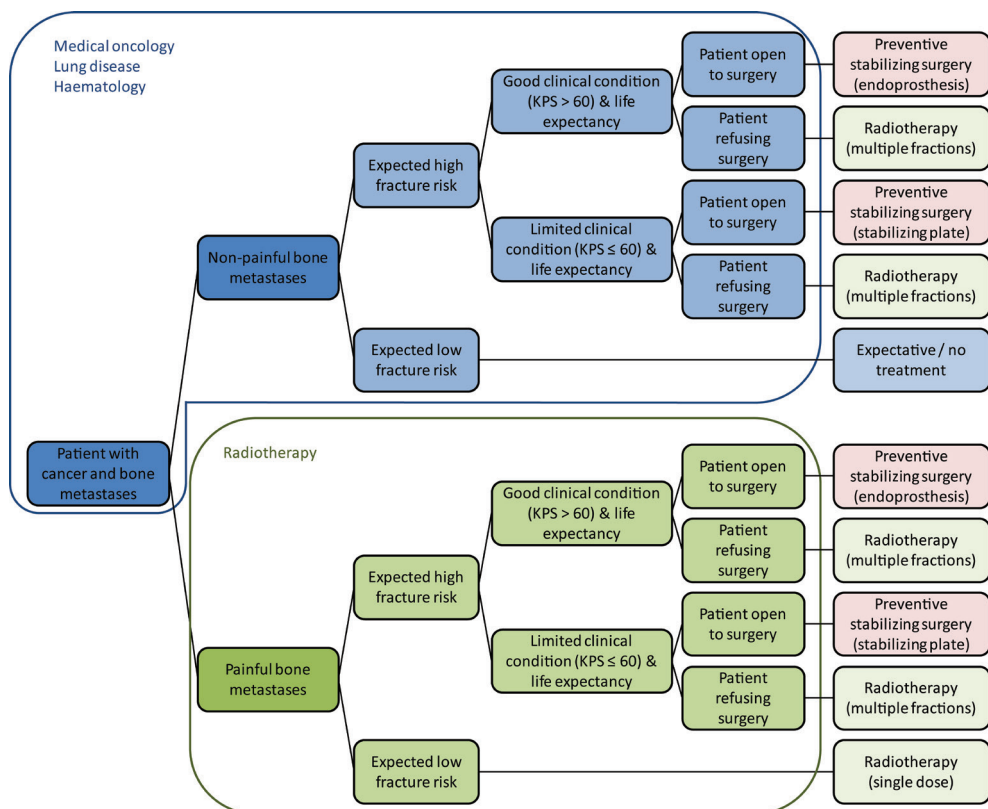 Medical oncology
Lung disease
Haematology
Patient with
cancer and bone
metastases
Non-painful bone
metastases
Expected high
fracture risk
Good clinical condition
(KPS > 60) & life
expectancy
Patient open
to surgery
Preventive
stabilizing surgery
(endoprosthesis)
Patient
refusing
surgery
Radiotherapy
(multiple fractions)
Limited clinical
condition (KPS ≤ 60) &
life expectancy
Patient open
to surgery
Preventive
stabilizing surgery
(stabilizing plate)
Patient
refusing
surgery
Radiotherapy
(multiple fractions)
Expected low
fracture risk
Expectative / no
treatment
Radiotherapy
Painful bone
metastases
Expected high
fracture risk
Good clinical condition
(KPS > 60) & life
expectancy
Patient open
to surgery
Preventive
stabilizing surgery
(endoprosthesis)
Patient
refusing
surgery
Radiotherapy
(multiple fractions)
Limited clinical
condition (KPS ≤ 60) &
life expectancy
Patient open
to surgery
Preventive
stabilizing surgery
(stabilizing plate)
Patient
refusing
surgery
Radiotherapy
(multiple fractions)
Expected low
fracture risk
Radiotherapy
(single dose)